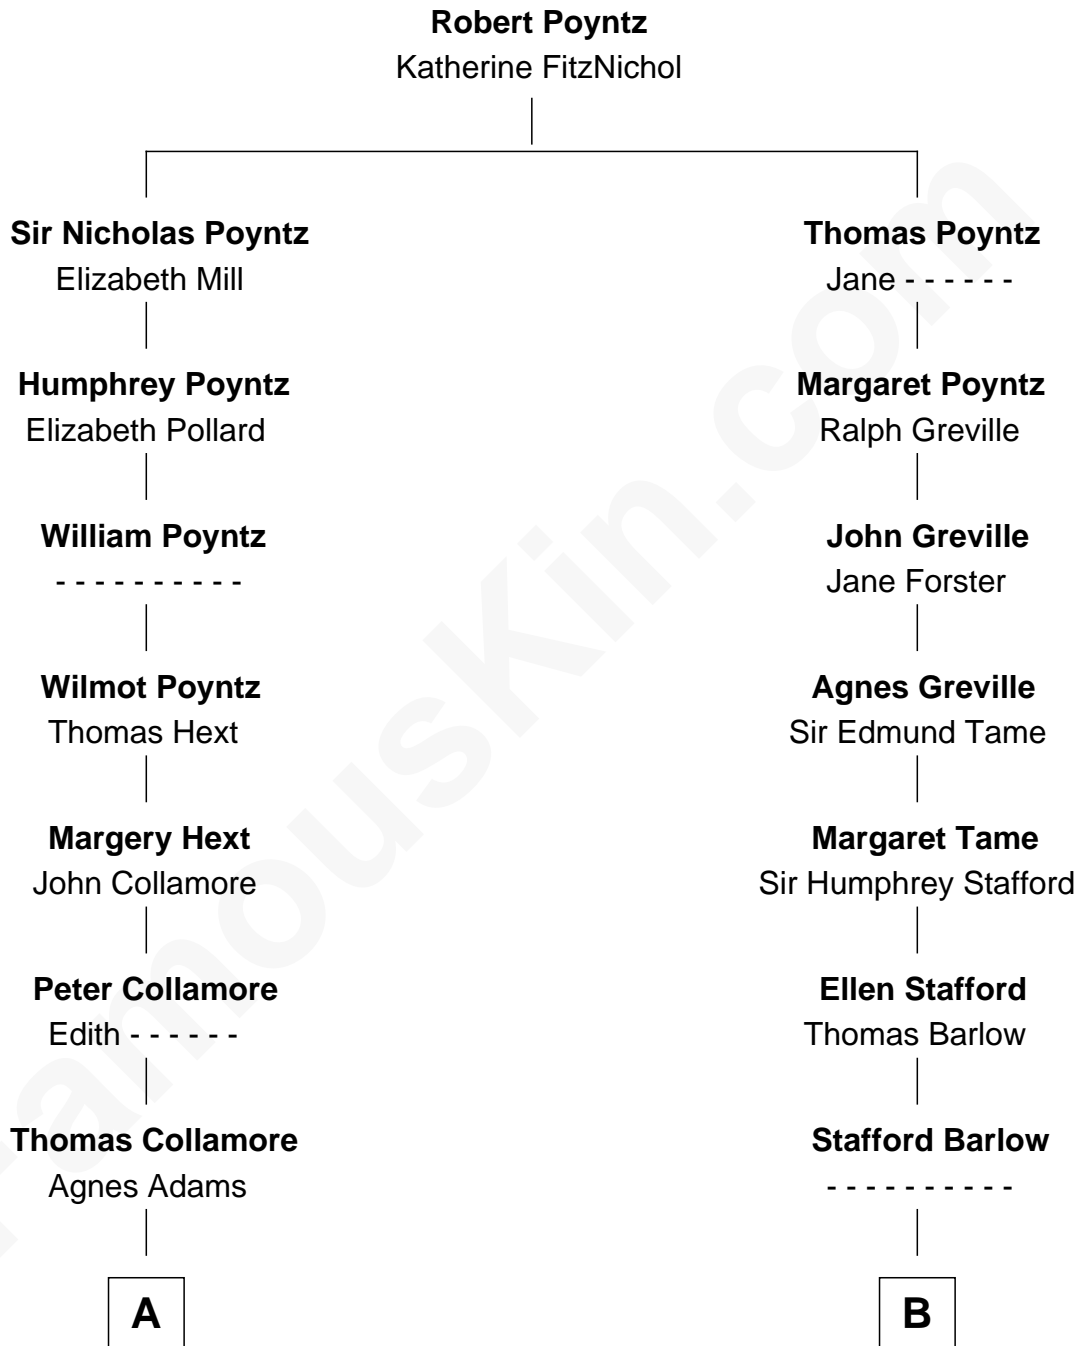 Robert Poyntz
Katherine FitzNichol
Sir Nicholas Poyntz
Elizabeth Mill
Thomas Poyntz
Jane - - - - - -
Humphrey Poyntz
Elizabeth Pollard
Margaret Poyntz
Ralph Greville
William Poyntz
- - - - - - - - - -
John Greville
Jane Forster
Wilmot Poyntz
Thomas Hext
Agnes Greville
Sir Edmund Tame
Margery Hext
John Collamore
Margaret Tame
Sir Humphrey Stafford
Peter Collamore
Edith - - - - - -
Ellen Stafford
Thomas Barlow
Thomas Collamore
Agnes Adams
Stafford Barlow
- - - - - - - - - -
A
B
FamousKin.com